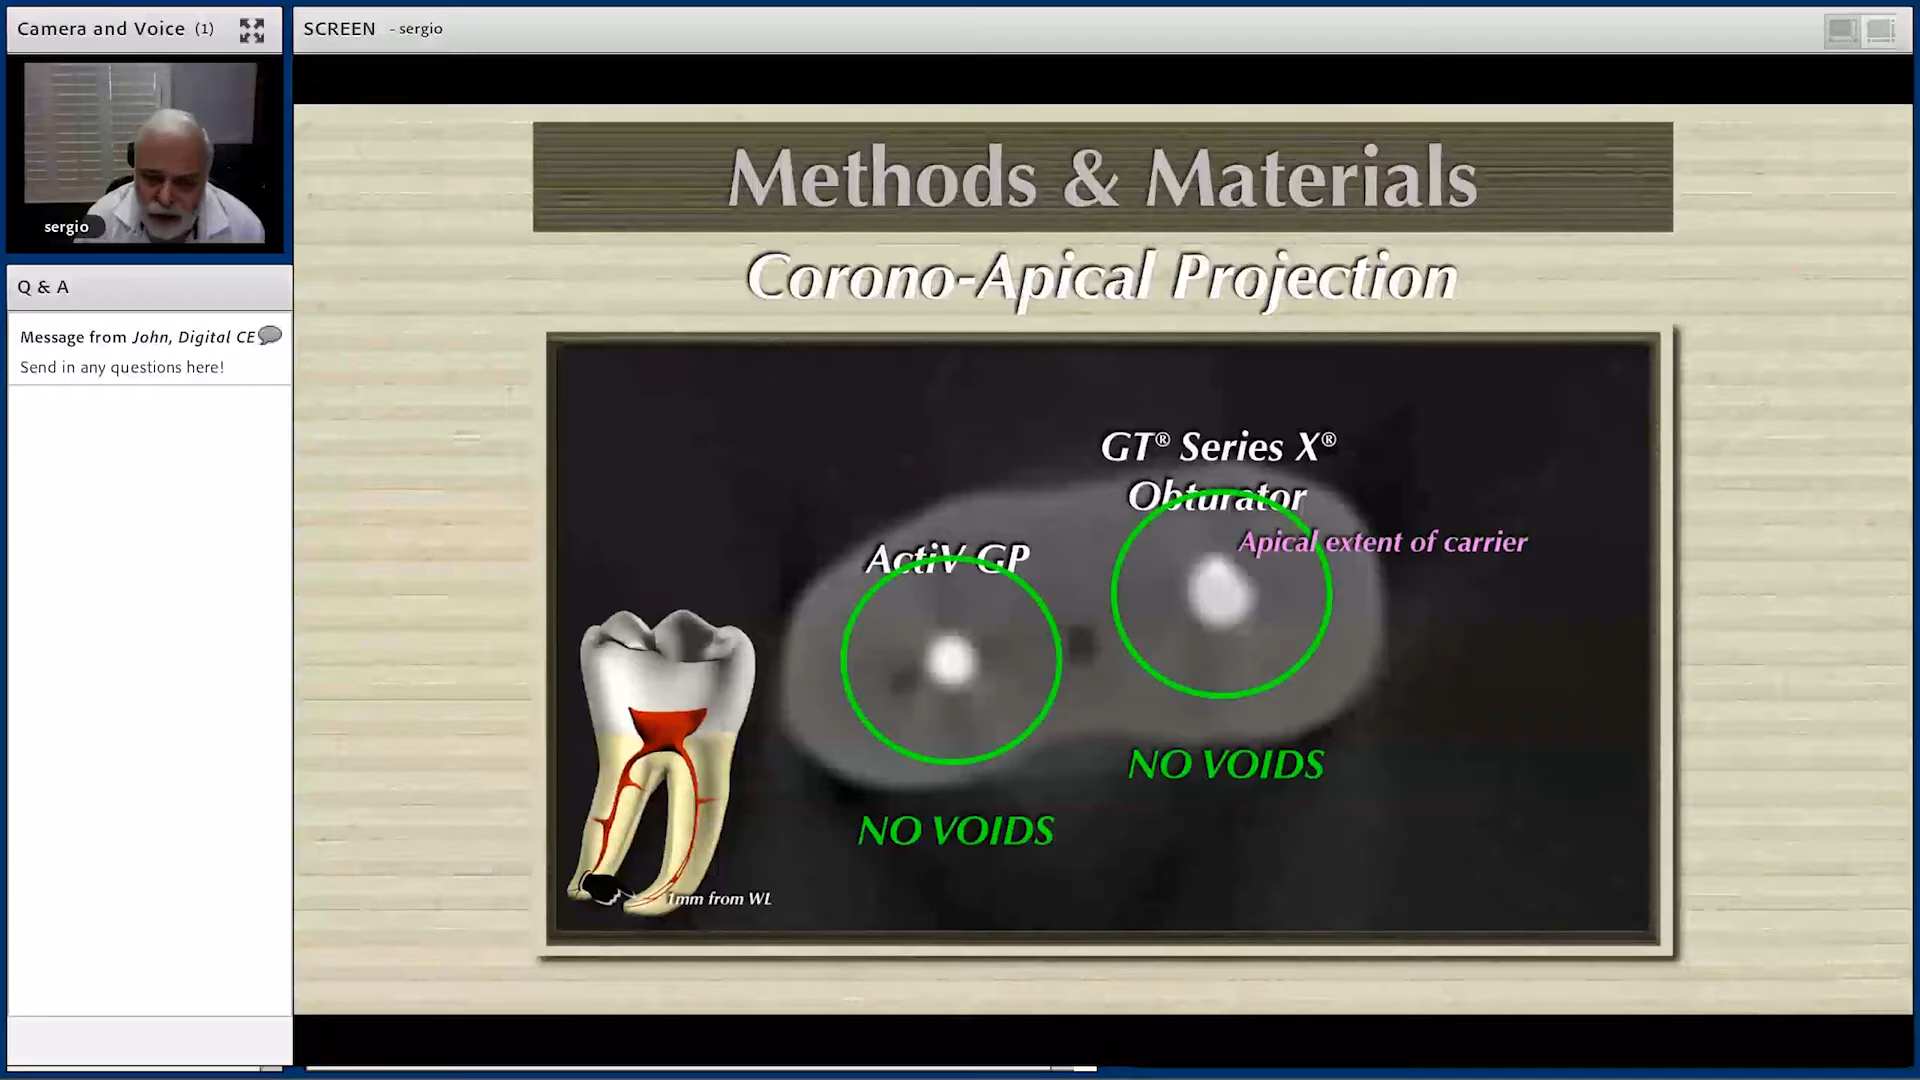 Camera and Voice (1)
SCREEN - sergio
sergio
Q & A
Message from John, Digital CE
Send in any questions here!
Methods & Materials
Corono-Apical Projection
GT® Series X®
Obturator
Apical extent of carrier
ActiV GP
NO VOIDS
NO VOIDS
1mm from WL